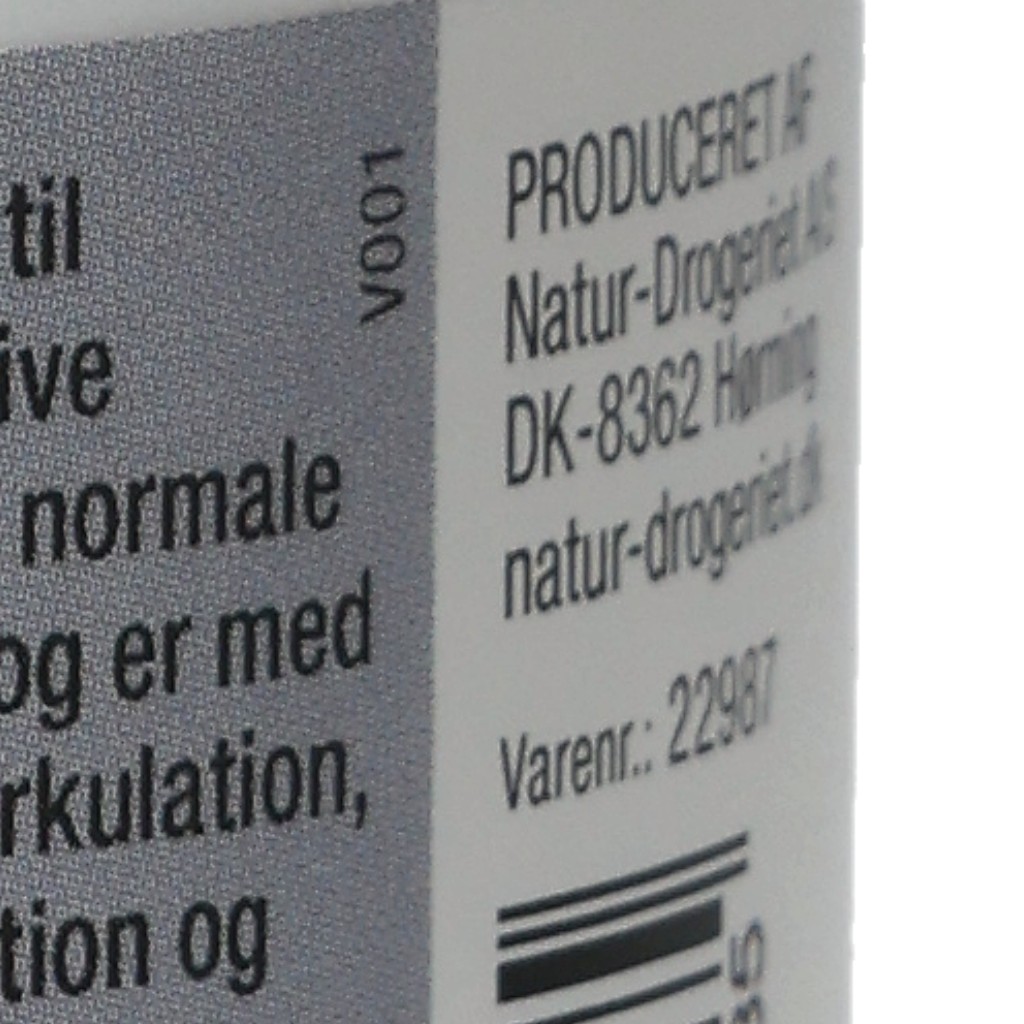 til
ive
normale
og er med
rkulation,
tion og
V001
PRODUCERET AF
Natur-Drogeriet A/S
DK-8362 Hørning
natur-drogeriet.dk
Varenr.: 22987